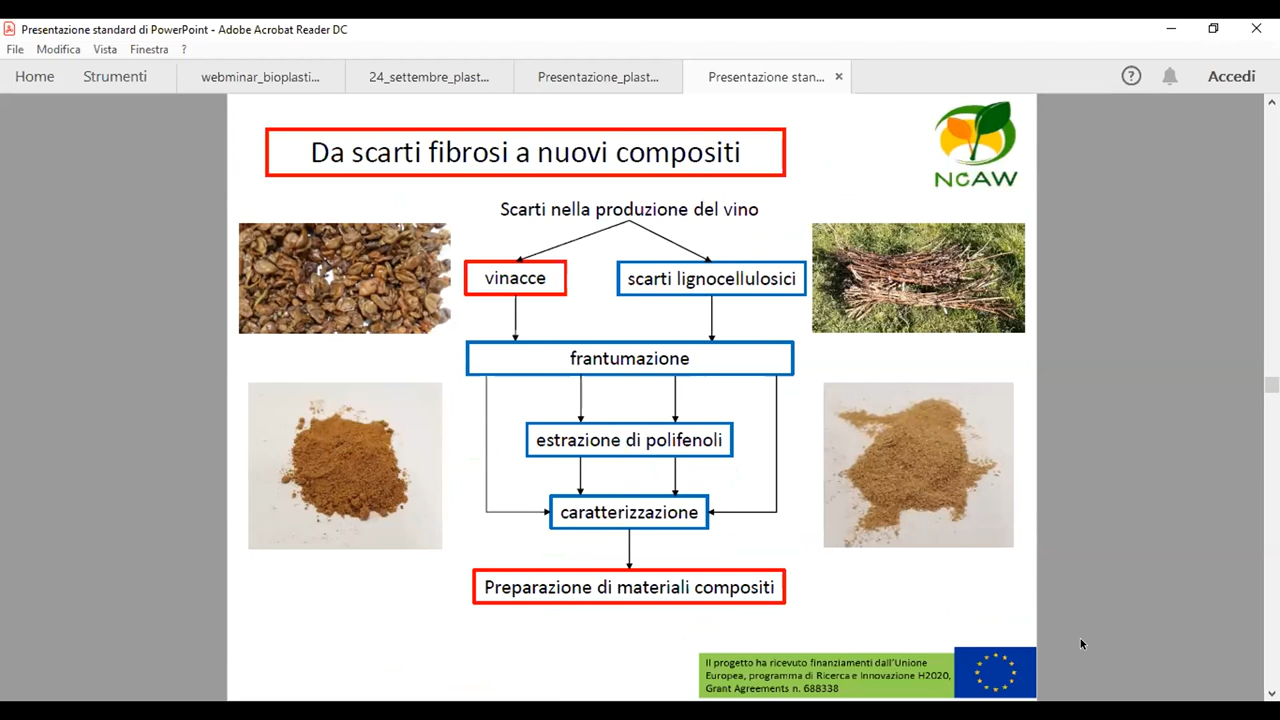 Presentazione standard di PowerPoint - Adobe Acrobat Reader DC
File Modifica Vista Finestra ?
Home Strumenti webminar_bioplasti... 24_settembre_plast... Presentazione_plast... Presentazione stan... × ? Accedi
Da scarti fibrosi a nuovi compositi
NOAW
Scarti nella produzione del vino
vinacce scarti lignocellulosici
frantumazione
estrazione di polifenoli
caratterizzazione
Preparazione di materiali compositi
Il progetto ha ricevuto finanziamenti dall'Unione
Europea, programma di Ricerca e Innovazione H2020,
Grant Agreements n. 688338